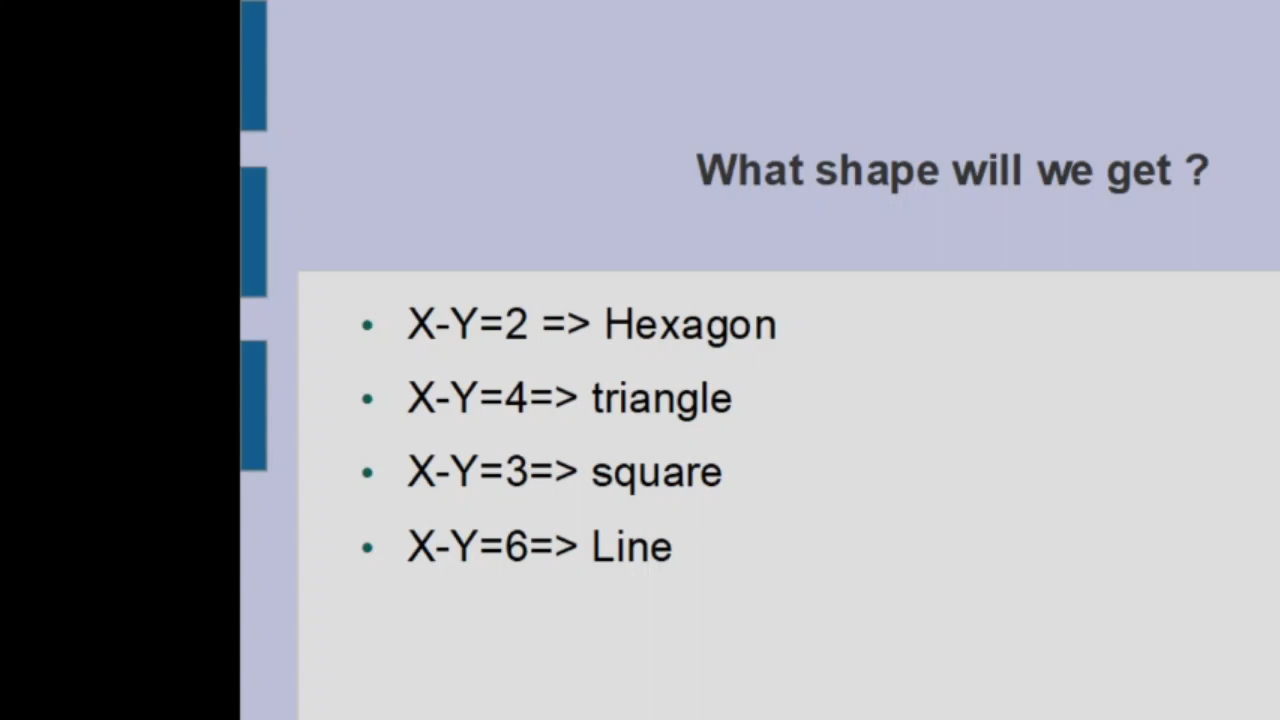 What shape will we get ?
• X-Y=2 => Hexagon
• X-Y=4=> triangle
• X-Y=3=> square
• X-Y=6=> Line